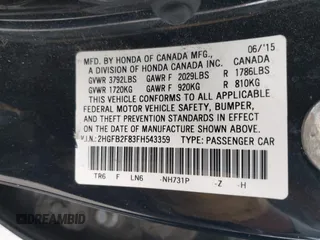 MFD. BY HONDA OF CANADA MFG., 06/'15
A DIVISION OF HONDA CANADA INC. CANADA
GVWR 3792LBS GAWR F 2029LBS R 1786LBS
GVWR 1720KG GAWR F 920KG R 810KG
THIS VEHICLE CONFORMS TO ALL APPLICABLE
FEDERAL MOTOR VEHICLE SAFETY, BUMPER,
AND THEFT PREVENTION STANDARDS IN EFFECT
ON THE DATE OF MANUFACTURE SHOWN ABOVE.
V.I.N.: 2HGFB2F83FH543359 TYPE: PASSENGER CAR
TR6 F LN6 -NH731P -Z -H
DREAMBID